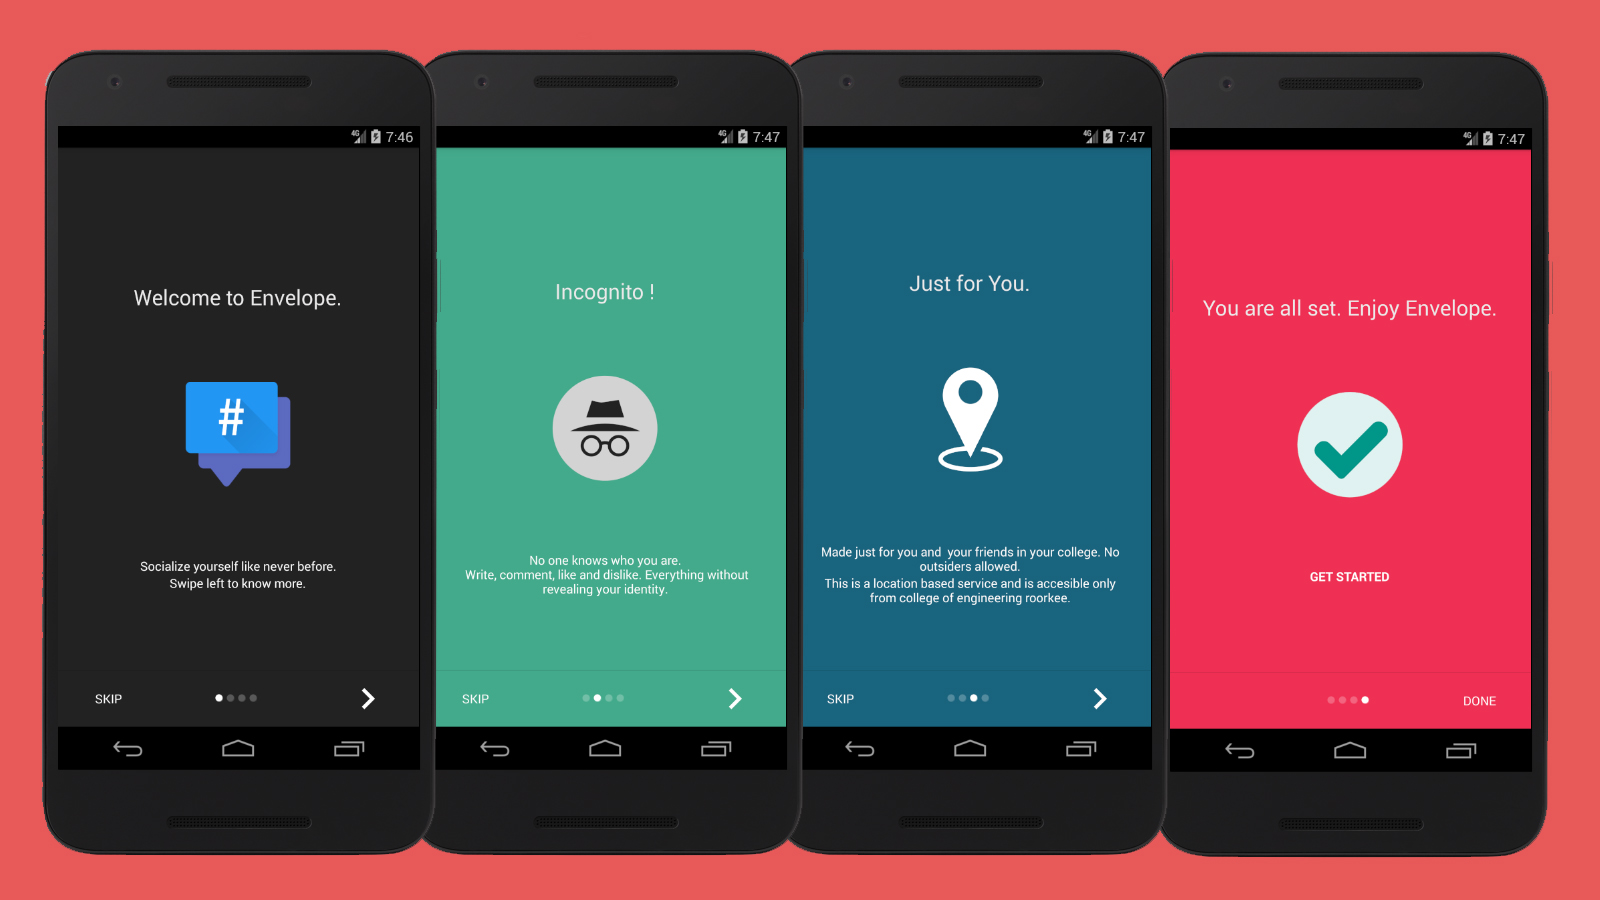 4G 7:46
Welcome to Envelope.
#
Socialize yourself like never before.
Swipe left to know more.
SKIP
4G 7:47
Incognito !
No one knows who you are.
Write, comment, like and dislike. Everything without
revealing your identity.
SKIP
4G 7:47
Just for You.
Made just for you and  your friends in your college. No
outsiders allowed.
This is a location based service and is accesible only
from college of engineering roorkee.
SKIP
4G 7:47
You are all set. Enjoy Envelope.
GET STARTED
DONE